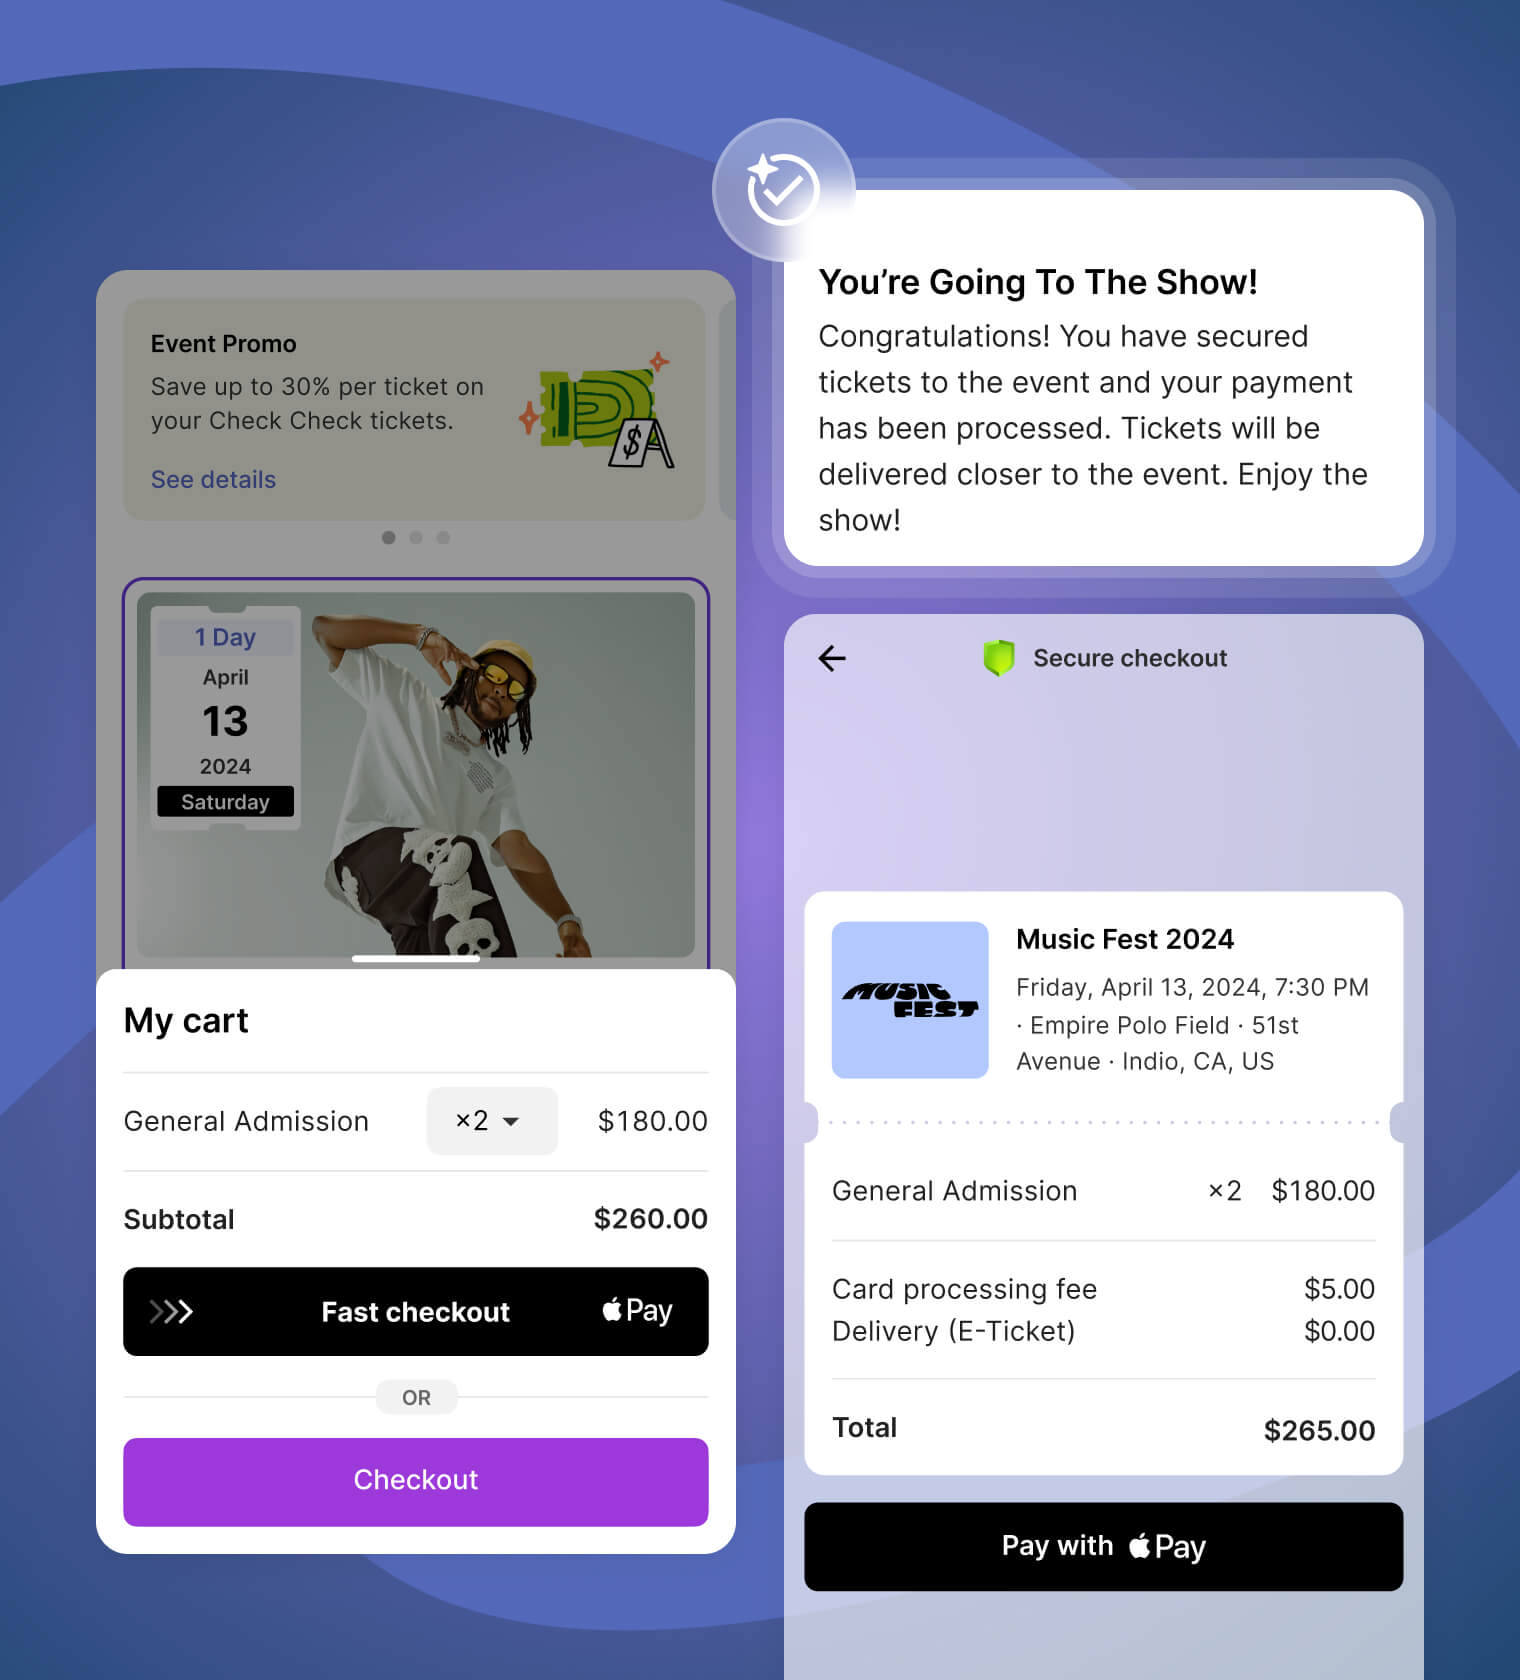 You’re Going To The Show!
Congratulations! You have secured
tickets to the event and your payment
has been processed. Tickets will be
delivered closer to the event. Enjoy the
show!
Event Promo
Save up to 30% per ticket on
your Check Check tickets.
See details
$
1 Day
April
13
2024
Saturday
My cart
General Admission ×2 $180.00
Subtotal $260.00
Fast checkout Pay
OR
Checkout
Secure checkout
MUSIC
FEST
Music Fest 2024
Friday, April 13, 2024, 7:30 PM
· Empire Polo Field · 51st
Avenue · Indio, CA, US
General Admission ×2 $180.00
Card processing fee $5.00
Delivery (E-Ticket) $0.00
Total $265.00
Pay with Pay